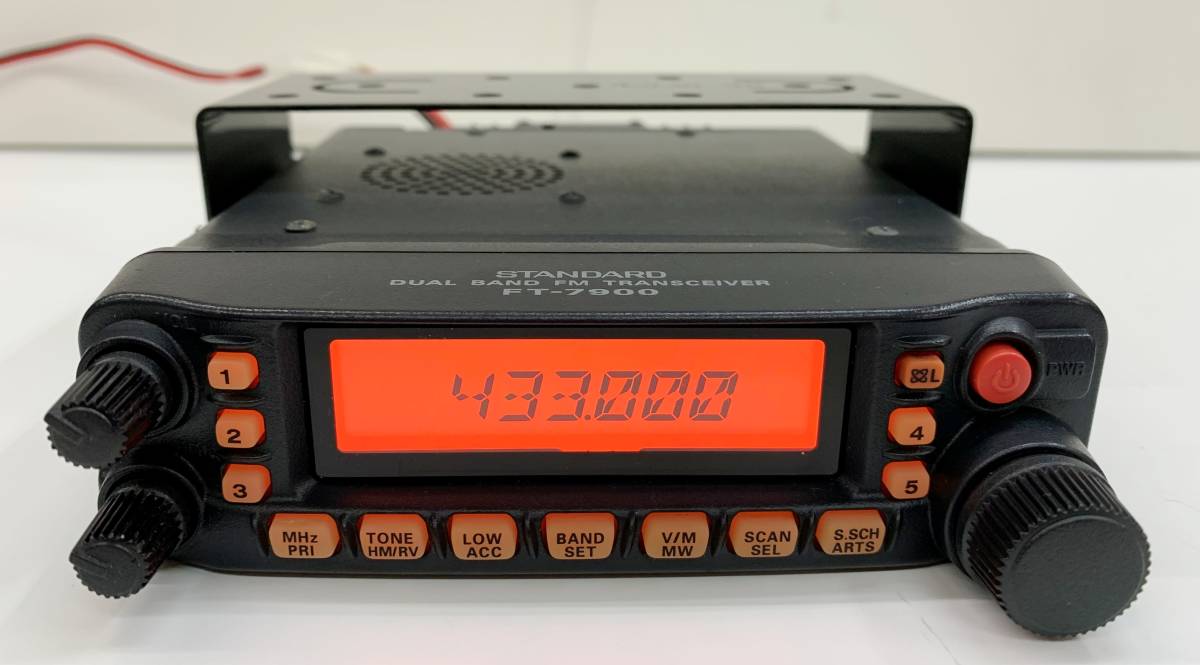 STANDARD
DUAL BAND FM TRANSCEIVER
FT-7900
433.000
1
2
3
L
4
5
PWR
MHz
PRI
TONE
HM/RV
LOW
ACC
BAND
SET
V/M
MW
SCAN
SEL
S.SCH
ARTS